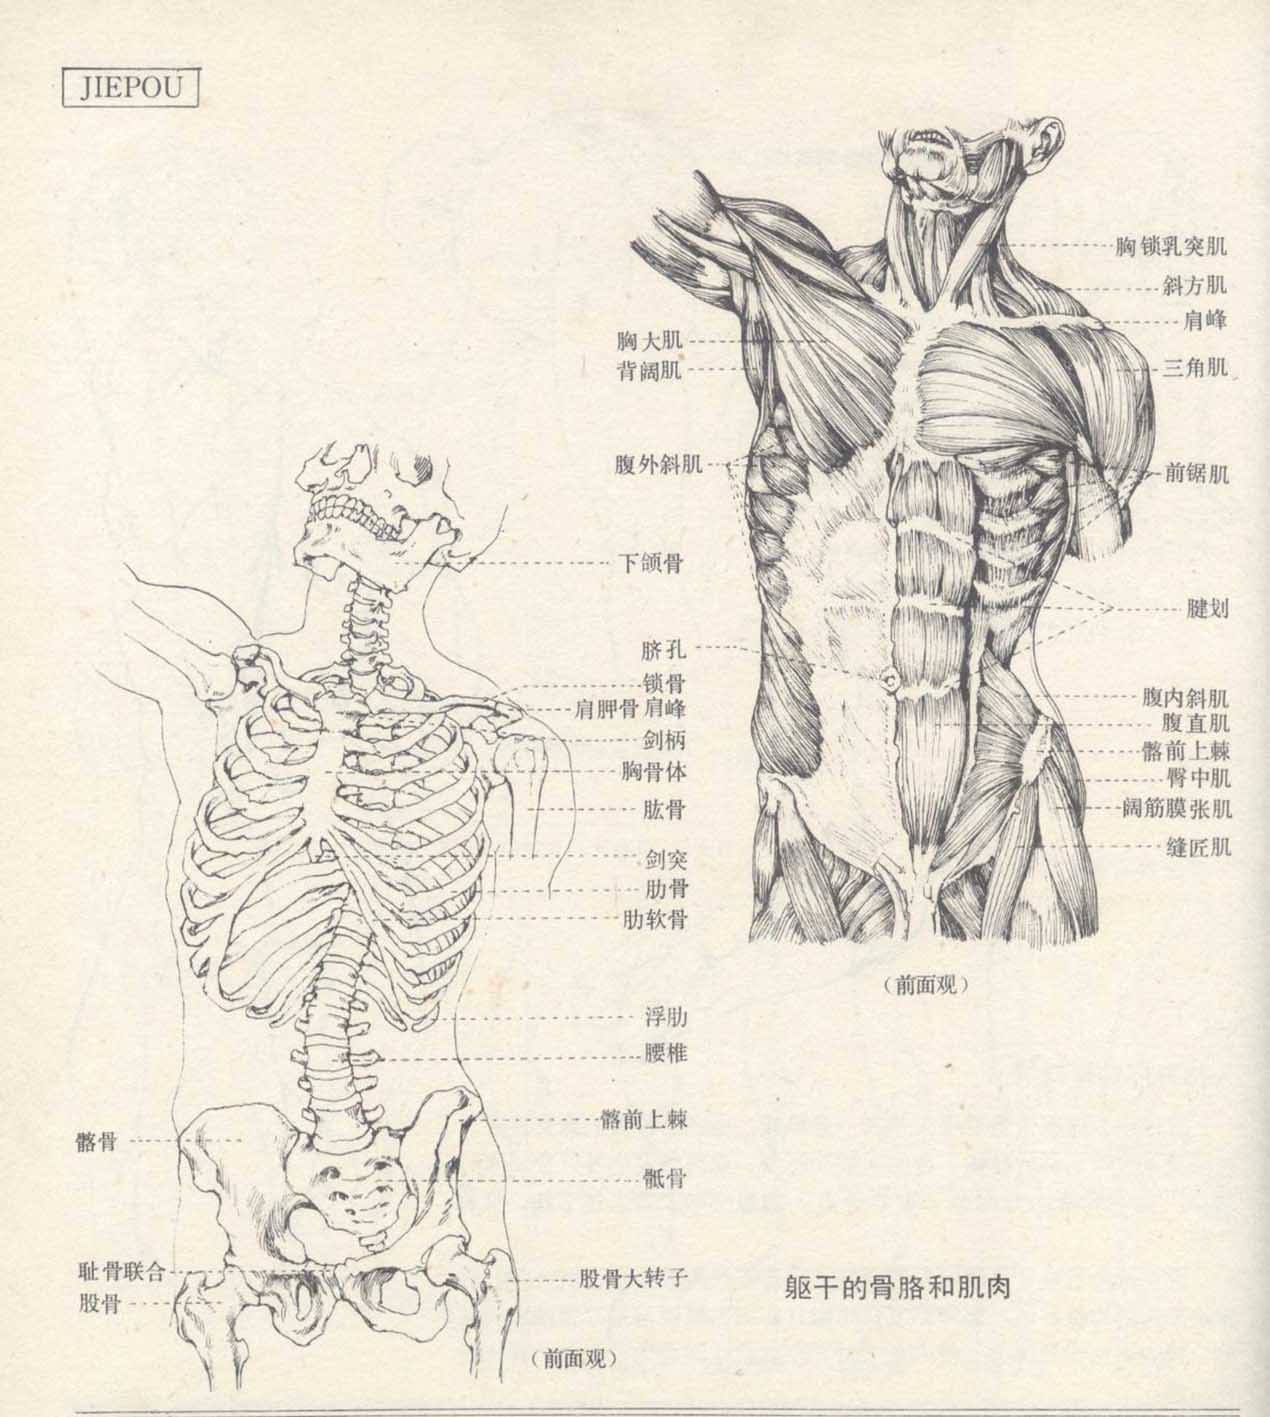 JIEPOU
胸锁乳突肌
斜方肌
肩峰
胸大肌
三角肌
背阔肌
腹外斜肌
前锯肌
腱划
脐孔
腹内斜肌
腹直肌
髂前上棘
臀中肌
阔筋膜张肌
缝匠肌
(前面观)
下颌骨
锁骨
肩胛骨肩峰
剑柄
胸骨体
肱骨
剑突
肋骨
肋软骨
浮肋
腰椎
髂前上棘
髂骨
骶骨
耻骨联合
股骨大转子
股骨
(前面观)
躯干的骨胳和肌肉